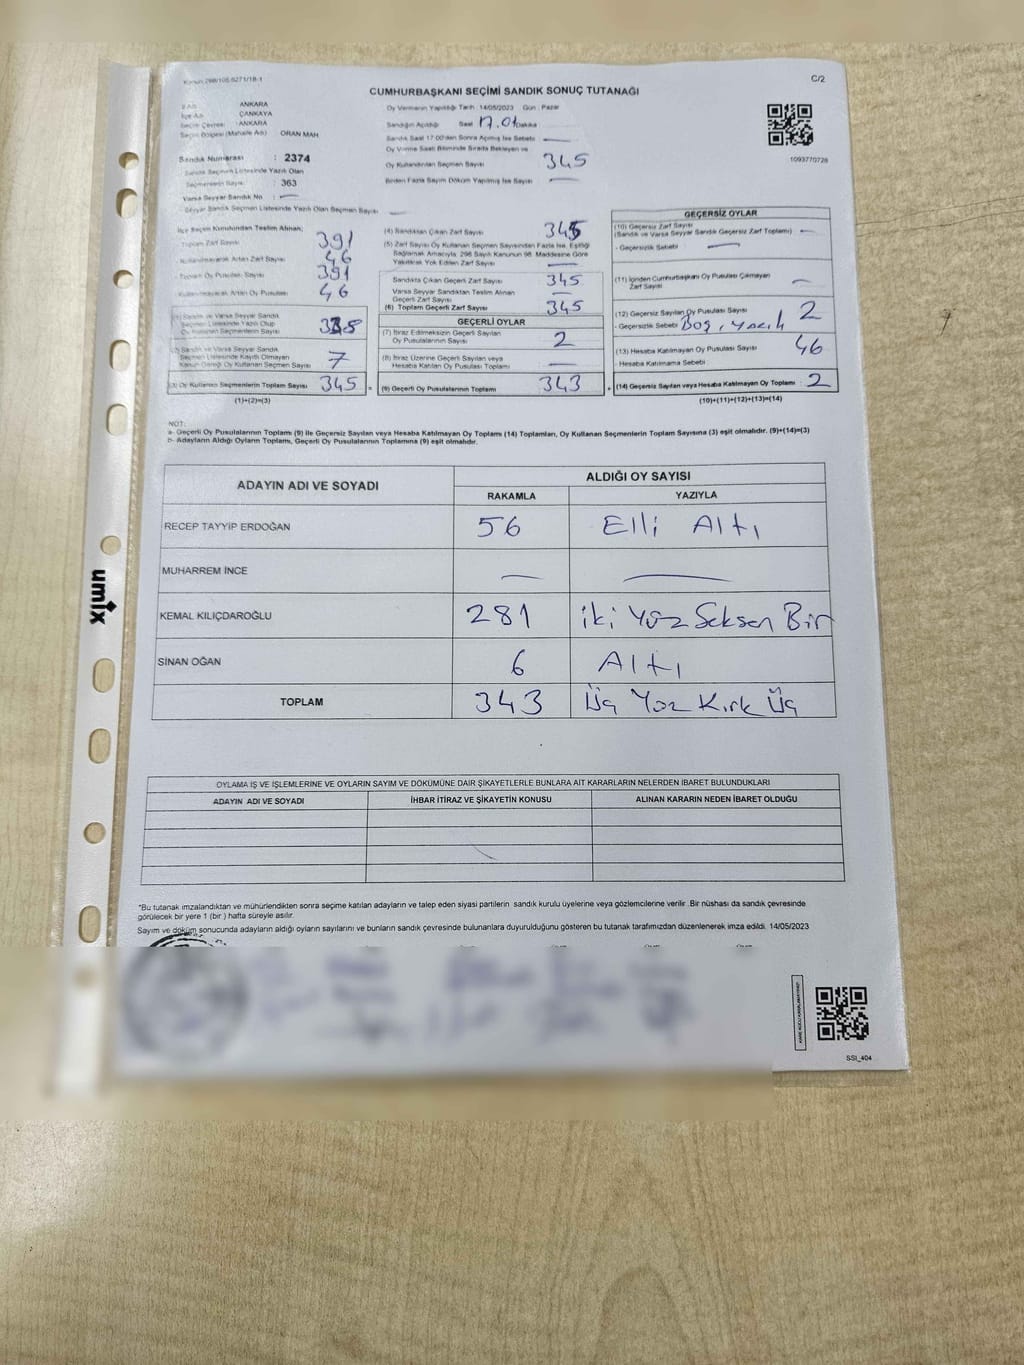 Kanun:298/105-6271/18-1
C/2
CUMHURBAŞKANI SEÇİMİ SANDIK SONUÇ TUTANAĞI
İl Adı : ANKARA
İlçe Adı : ÇANKAYA
Seçim Çevresi : ANKARA
Seçim Bölgesi (Mahalle Adı) : ORAN MAH
Sandık Numarası : 2374
Sandık Seçmen Listesinde Yazılı Olan
Seçmenlerin Sayısı : 363
Varsa Seyyar Sandık No : —
Seyyar Sandık Seçmen Listesinde Yazılı Olan Seçmen Sayısı —
Oy Vermenin Yapıldığı Tarih : 14/05/2023 Gün : Pazar
Sandığın Açıldığı Saat 17.01 Dakika
Sandık Saat 17:00'den Sonra Açılmış İse Sebebi —
Oy Verme Saati Bitiminde Sırada Bekleyen ve
Oy Kullandırılan Seçmen Sayısı 345
Birden Fazla Sayım Döküm Yapılmış İse Sayısı —
1093770728
İlçe Seçim Kurulundan Teslim Alınan;
Toplam Zarf Sayısı 391
Kullanılmayarak Artan Zarf Sayısı 46
Toplam Oy Pusulası Sayısı 391
Kullanılmayarak Artan Oy Pusulası 46
(1) Sandık ve Varsa Seyyar Sandık
Seçmen Listesinde Yazılı Olup
Oy Kullanan Seçmenlerin Sayısı
(2) Sandık ve Varsa Seyyar Sandık
Seçmen Listesinde Kayıtlı Olmayan
Kanun Gereği Oy Kullanan Seçmen Sayısı 7
(3) Oy Kullanan Seçmenlerin Toplam Sayısı 345 =
(1)+(2)=(3)
(4) Sandıktan Çıkan Zarf Sayısı 345
(5) Zarf Sayısı Oy Kullanan Seçmen Sayısından Fazla İse, Eşitliği
Sağlamak Amacıyla, 298 Sayılı Kanunun 98. Maddesine Göre
Yakılarak Yok Edilen Zarf Sayısı —
Sandıkta Çıkan Geçerli Zarf Sayısı 345
Varsa Seyyar Sandıktan Teslim Alınan
Geçerli Zarf Sayısı —
(6) Toplam Geçerli Zarf Sayısı 345
GEÇERLİ OYLAR
(7) İtiraz Edilmeksizin Geçerli Sayılan
Oy Pusulasının Sayısı 2
(8) İtiraz Üzerine Geçerli Sayılan veya
Hesaba Katılan Oy Pusulası Toplamı —
(9) Geçerli Oy Pusulalarının Toplamı 343 +
GEÇERSİZ OYLAR
(10) Geçersiz Zarf Sayısı
(Sandık ve Varsa Seyyar Sandık Geçersiz Zarf Toplamı) —
- Geçersizlik Sebebi —
(11) İçinden Cumhurbaşkanı Oy Pusulası Çıkmayan
Zarf Sayısı —
(12) Geçersiz Sayılan Oy Pusulası Sayısı 2
- Geçersizlik Sebebi Boş, yazılı
(13) Hesaba Katılmayan Oy Pusulası Sayısı 46
- Hesaba Katılmama Sebebi
(14) Geçersiz Sayılan veya Hesaba Katılmayan Oy Toplamı : 2
(10)+(11)+(12)+(13)=(14)
NOT:
a- Geçerli Oy Pusulalarının Toplamı (9) ile Geçersiz Sayılan veya Hesaba Katılmayan Oy Toplamı (14) Toplamları, Oy Kullanan Seçmenlerin Toplam Sayısına (3) eşit olmalıdır. (9)+(14)=(3)
b- Adayların Aldığı Oyların Toplamı, Geçerli Oy Pusulalarının Toplamına (9) eşit olmalıdır.
ADAYIN ADI VE SOYADI
ALDIĞI OY SAYISI
RAKAMLA YAZIYLA
RECEP TAYYİP ERDOĞAN 56 Elli Altı
MUHARREM İNCE — —
KEMAL KILIÇDAROĞLU 281 iki Yüz Seksen Bir
SİNAN OĞAN 6 Altı
TOPLAM 343 Üç Yüz Kırk Üç
umix
OYLAMA İŞ VE İŞLEMLERİNE VE OYLARIN SAYIM VE DÖKÜMÜNE DAİR ŞİKAYETLERLE BUNLARA AİT KARARLARIN NELERDEN İBARET BULUNDUKLARI
ADAYIN ADI VE SOYADI İHBAR İTİRAZ VE ŞİKAYETİN KONUSU ALINAN KARARIN NEDEN İBARET OLDUĞU
*Bu tutanak imzalandıktan ve mühürlendikten sonra seçime katılan adayların ve talep eden siyasi partilerin sandık kurulu üyelerine veya gözlemcilerine verilir. Bir nüshası da sandık çevresinde
görülecek bir yere 1 (bir ) hafta süreyle asılır.
Sayım ve döküm sonucunda adayların aldığı oyların sayılarını ve bunların sandık çevresinde bulunanlara duyurulduğunu gösteren bu tutanak tarafımızdan düzenlenerek imza edildi. 14/05/2023
SSI_404